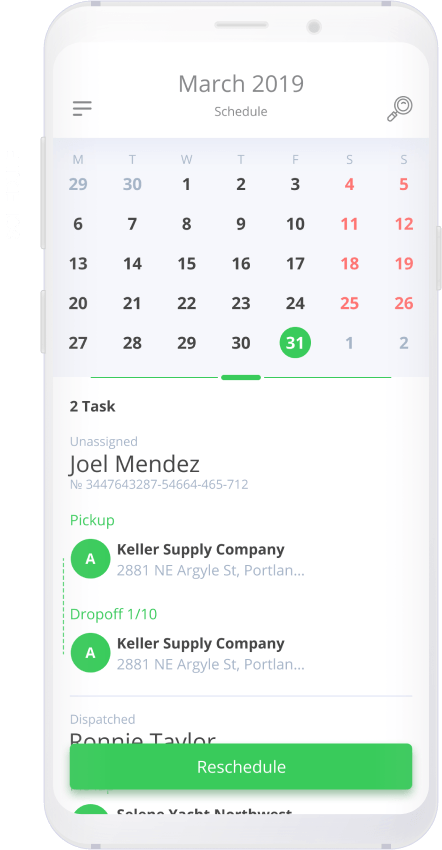 March 2019
Schedule
M T W T F S S
29 30 1 2 3 4 5
6 7 8 9 10 11 12
13 14 15 16 17 18 19
20 21 22 23 24 25 26
27 28 29 30 31 1 2
2 Task
Unassigned
Joel Mendez
№ 3447643287-54664-465-712
Pickup
A Keller Supply Company
2881 NE Argyle St, Portlan...
Dropoff 1/10
A Keller Supply Company
2881 NE Argyle St, Portlan...
Dispatched
Ronnie Taylor
Reschedule
Selene Yacht Northwest